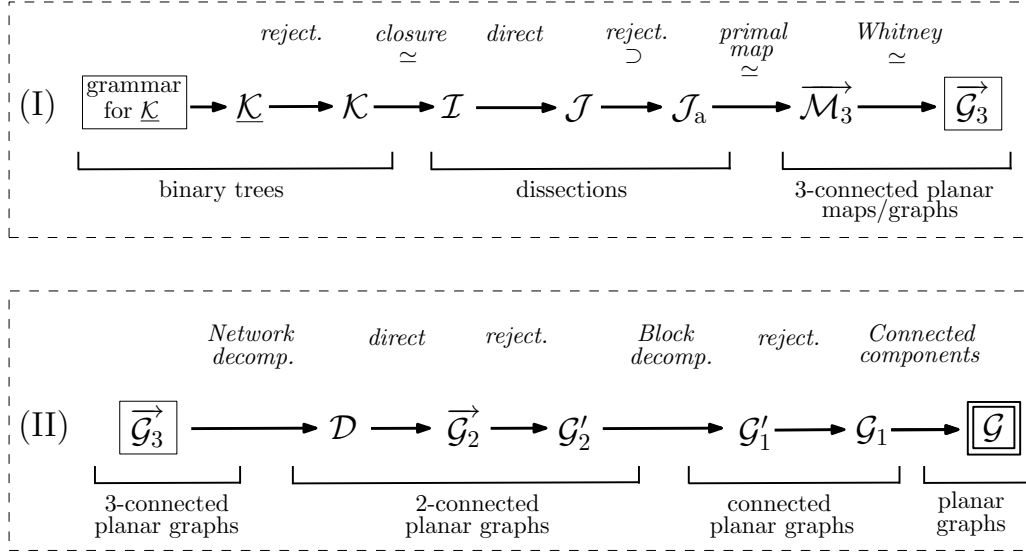 reject. closure direct reject. primal Whitney
≃ ⊃ map ≃
≃
(I) grammar for 𝒦̲ 𝒦̲ 𝒦 ℐ 𝒥 𝒥ₐ ℳ⃗₃ 𝒢⃗₃
binary trees dissections 3-connected planar
maps/graphs
Network direct reject. Block reject. Connected
decomp. decomp. components
(II) 𝒢⃗₃ 𝒟 𝒢⃗₂ 𝒢′₂ 𝒢′₁ 𝒢₁ 𝒢
3-connected 2-connected connected planar
planar graphs planar graphs planar graphs graphs